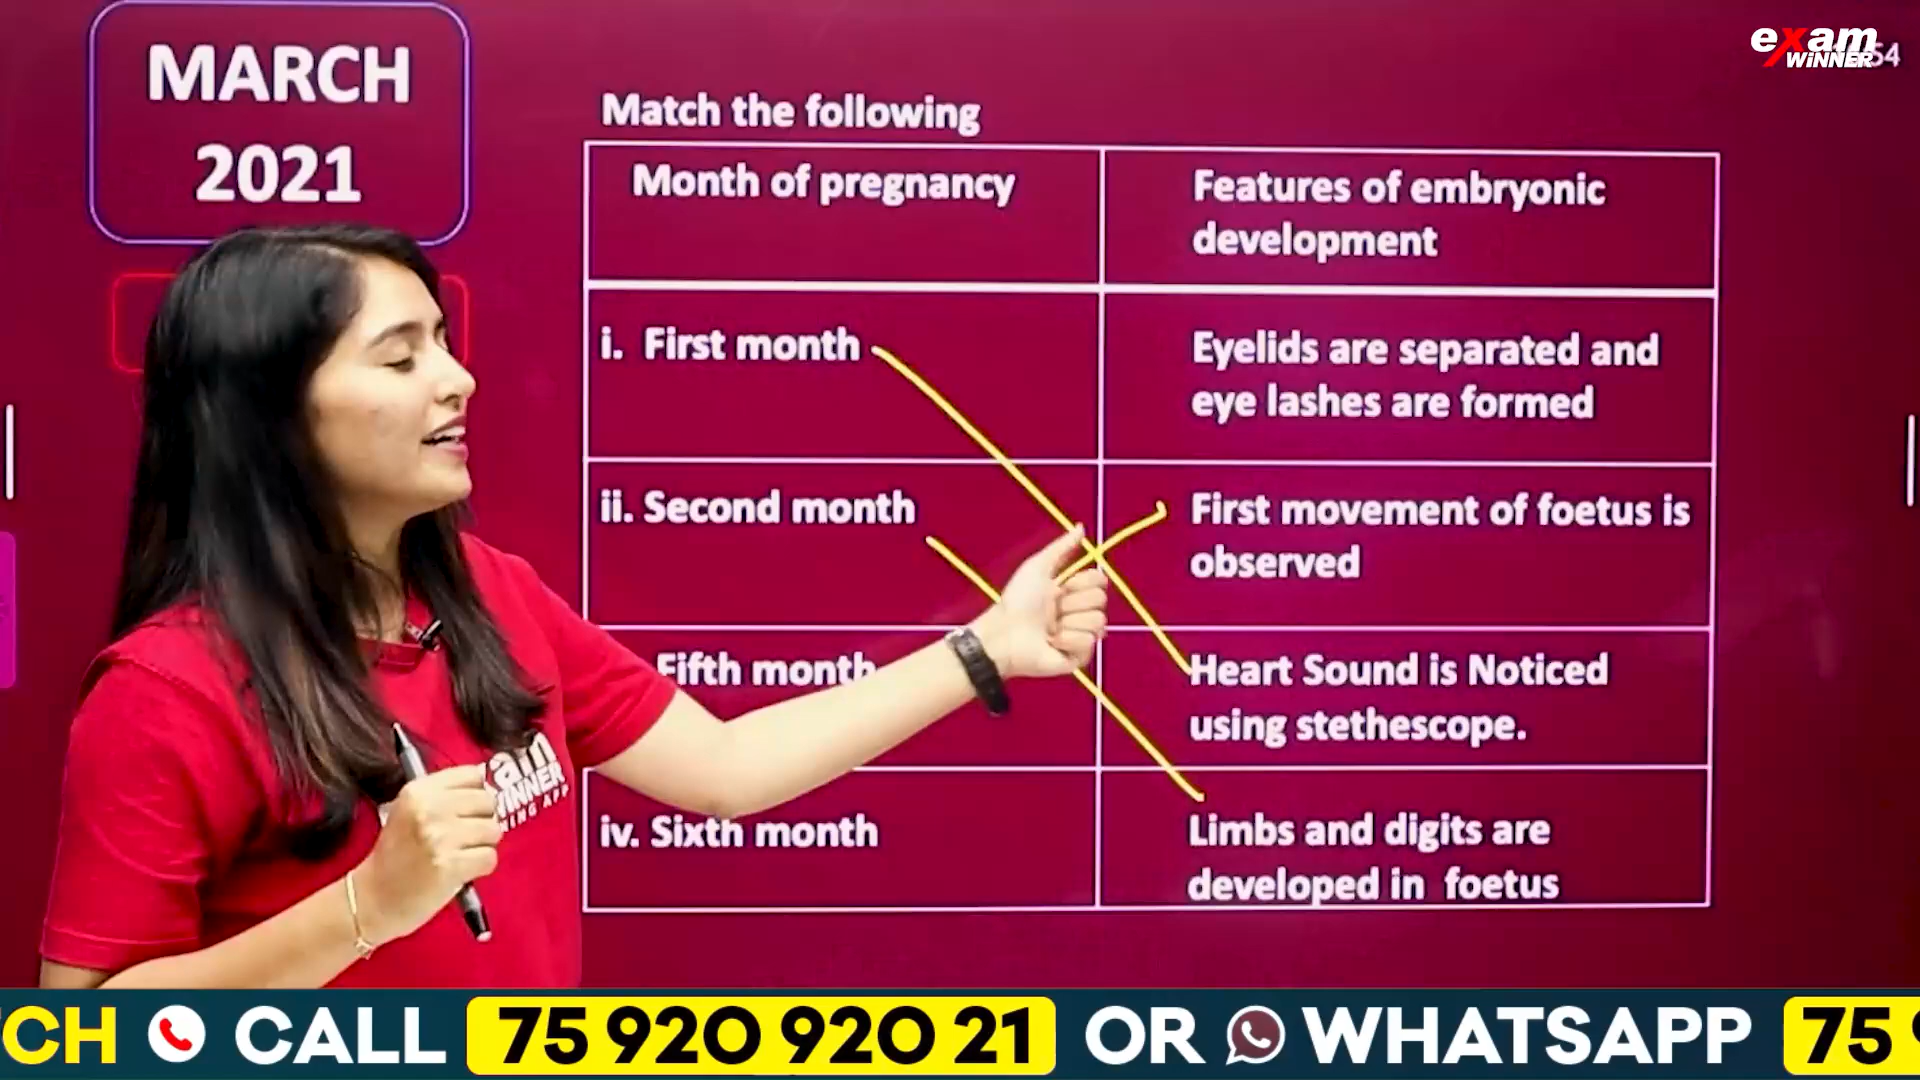 MARCH
2021
exam
WiNNER
54
Match the following
Month of pregnancy
Features of embryonic
development
i. First month
Eyelids are separated and
eye lashes are formed
ii. Second month
First movement of foetus is
observed
Fifth month
Heart Sound is Noticed
using stethescope.
iv. Sixth month
Limbs and digits are
developed in foetus
am
WINNER
CH CALL 75 920 920 21 OR WHATSAPP 75